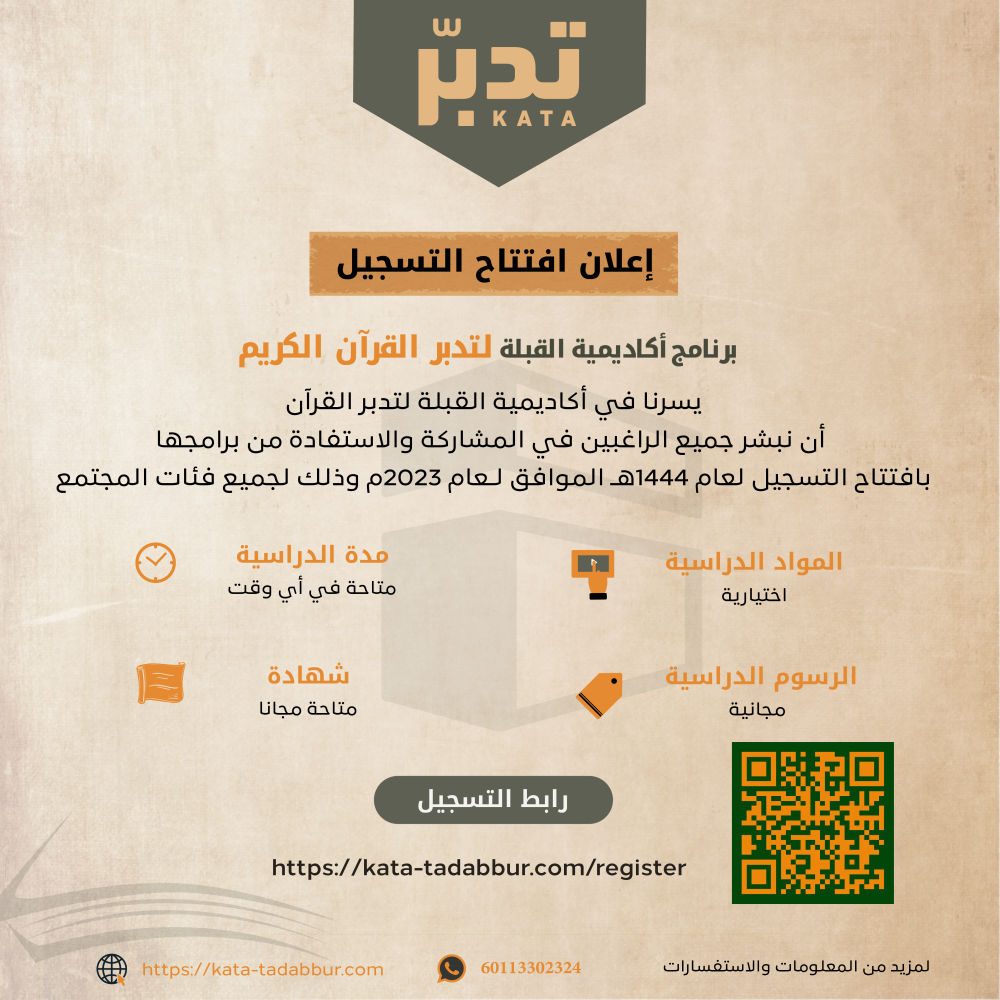 تدبّر
KATA
إعلان افتتاح التسجيل
برنامج أكاديمية القبلة لتدبر القرآن الكريم
يسرنا في أكاديمية القبلة لتدبر القرآن
أن نبشر جميع الراغبين في المشاركة والاستفادة من برامجها
بافتتاح التسجيل لعام 1444هـ الموافق لـعام 2023م وذلك لجميع فئات المجتمع
المواد الدراسية
اختيارية
مدة الدراسية
متاحة في أي وقت
الرسوم الدراسية
مجانية
شهادة
متاحة مجانا
رابط التسجيل
https://kata-tadabbur.com/register
لمزيد من المعلومات والاستفسارات
60113302324
https://kata-tadabbur.com